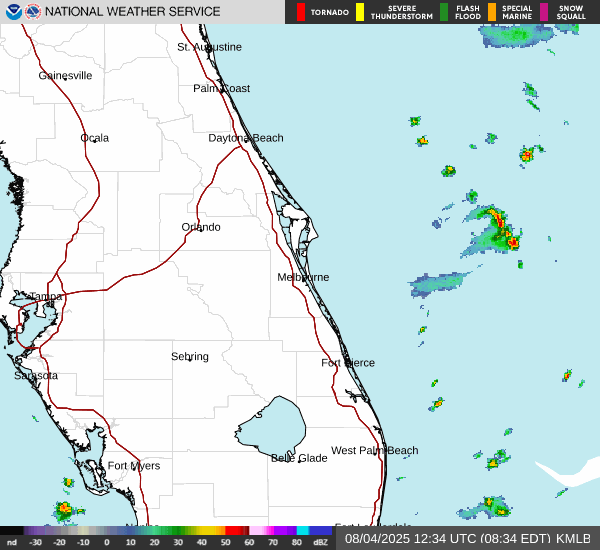 NATIONAL WEATHER SERVICE
TORNADO
SEVERE
THUNDERSTORM
FLASH
FLOOD
SPECIAL
MARINE
SNOW
SQUALL
St. Augustine
Gainesville
Palm Coast
Ocala
Daytona Beach
Orlando
Melbourne
Tampa
Sebring
Fort Pierce
Sarasota
West Palm Beach
Belle Glade
Fort Myers
nd -30 -20 -10 0 10 20 30 40 50 60 70 80 dBZ
08/04/2025 12:34 UTC (08:34 EDT) KMLB